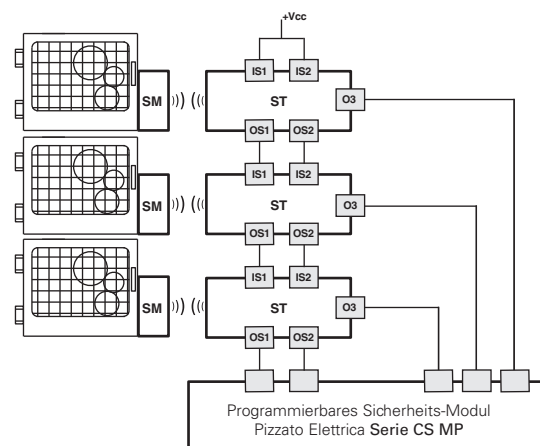 +Vcc
IS1 IS2
SM ST O3
OS1 OS2
IS1 IS2
SM ST O3
OS1 OS2
IS1 IS2
SM ST O3
OS1 OS2
Programmierbares Sicherheits-Modul
Pizzato Elettrica Serie CS MP